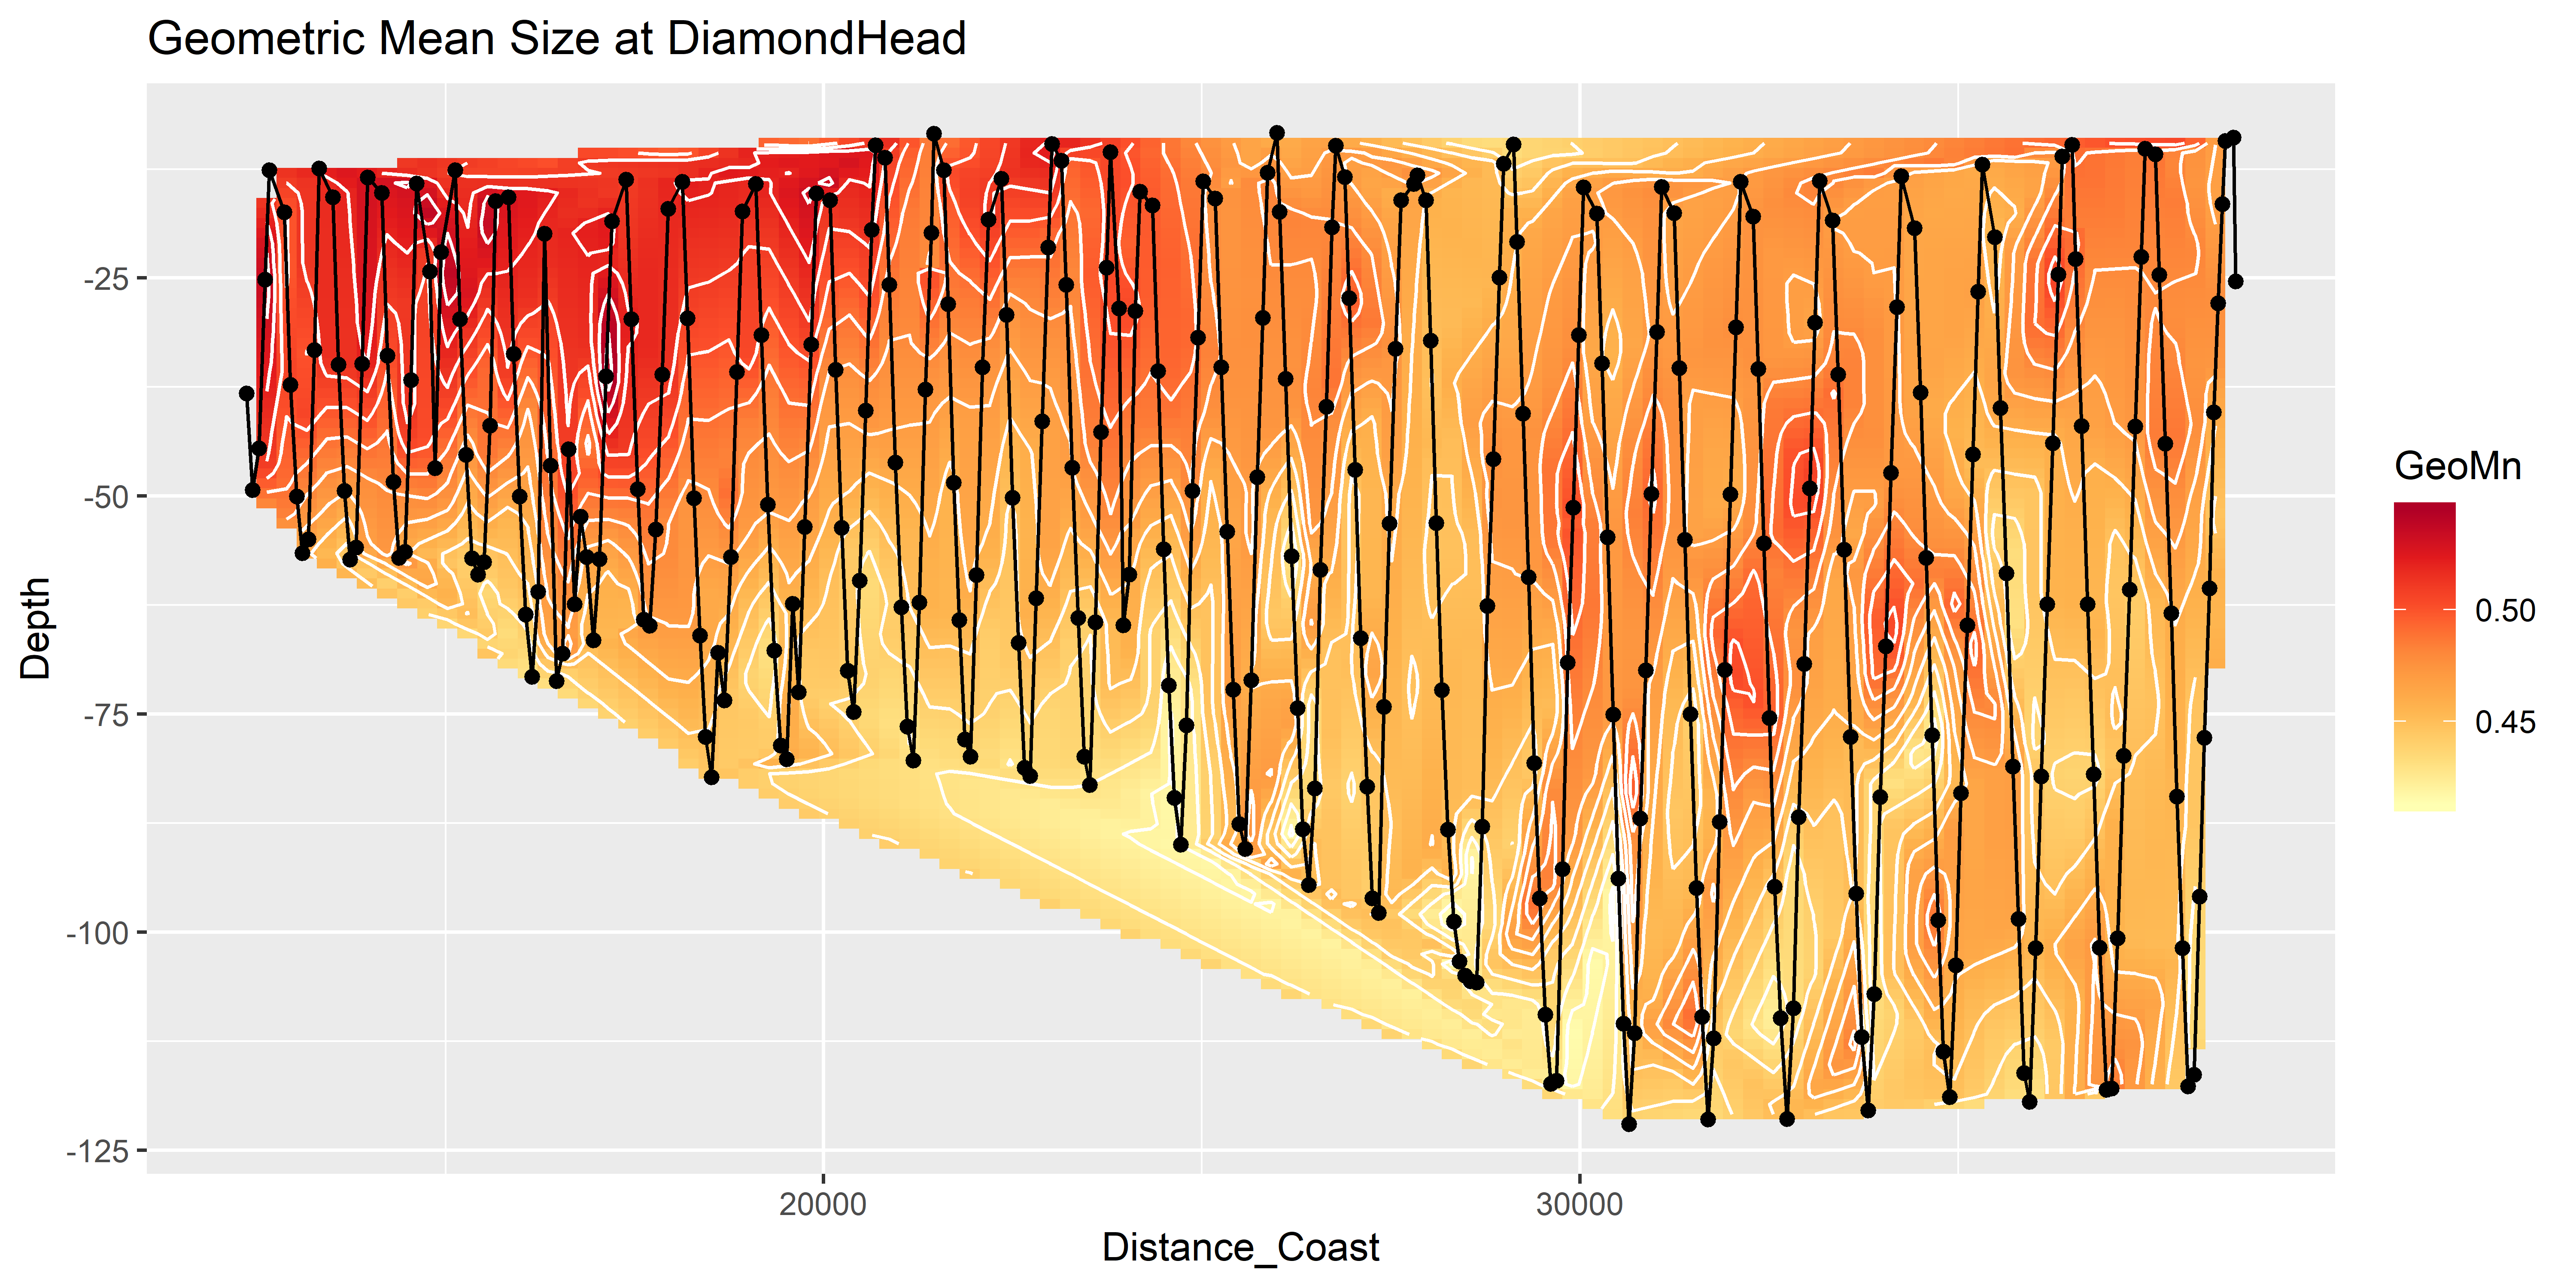 Geometric Mean Size at DiamondHead
-25
-50
-75
-100
-125
Depth
20000
30000
Distance_Coast
GeoMn
0.50
0.45